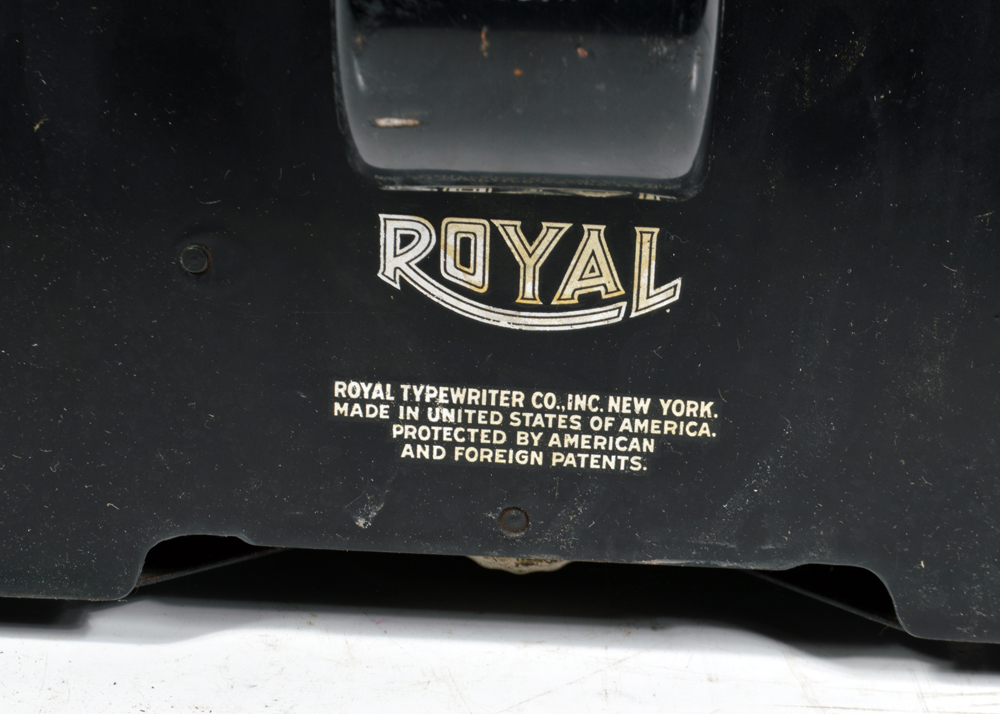 ROYAL
ROYAL TYPEWRITER CO., INC. NEW YORK.
MADE IN UNITED STATES OF AMERICA.
PROTECTED BY AMERICAN
AND FOREIGN PATENTS.